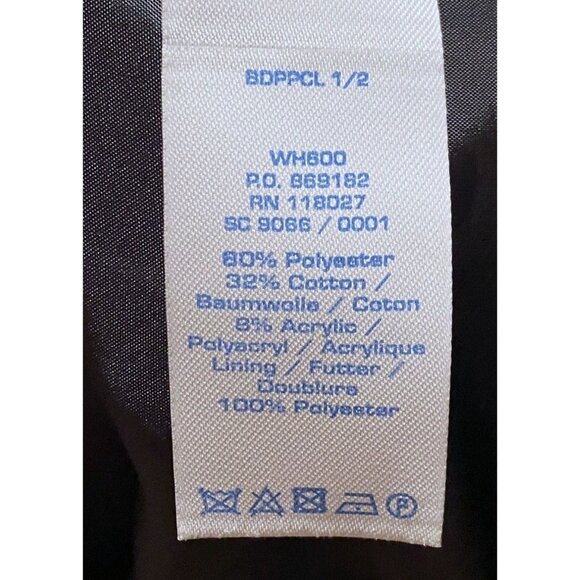 BDPPCL 1/2
WH600
P.O. 869182
RN 118027
SC 9066 / 0001
60% Polyester
32% Cotton /
Baumwolle / Coton
8% Acrylic /
Polyacryl / Acrylique
Lining / Futter /
Doublure
100% Polyester
P